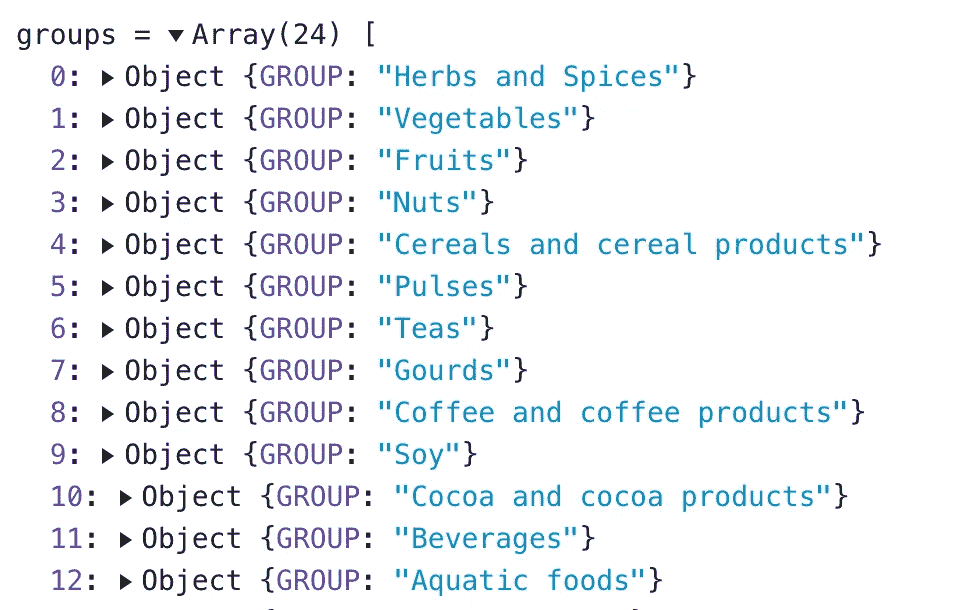 groups = ▼Array(24) [
0: ▶Object {GROUP: "Herbs and Spices"}
1: ▶Object {GROUP: "Vegetables"}
2: ▶Object {GROUP: "Fruits"}
3: ▶Object {GROUP: "Nuts"}
4: ▶Object {GROUP: "Cereals and cereal products"}
5: ▶Object {GROUP: "Pulses"}
6: ▶Object {GROUP: "Teas"}
7: ▶Object {GROUP: "Gourds"}
8: ▶Object {GROUP: "Coffee and coffee products"}
9: ▶Object {GROUP: "Soy"}
10: ▶Object {GROUP: "Cocoa and cocoa products"}
11: ▶Object {GROUP: "Beverages"}
12: ▶Object {GROUP: "Aquatic foods"}